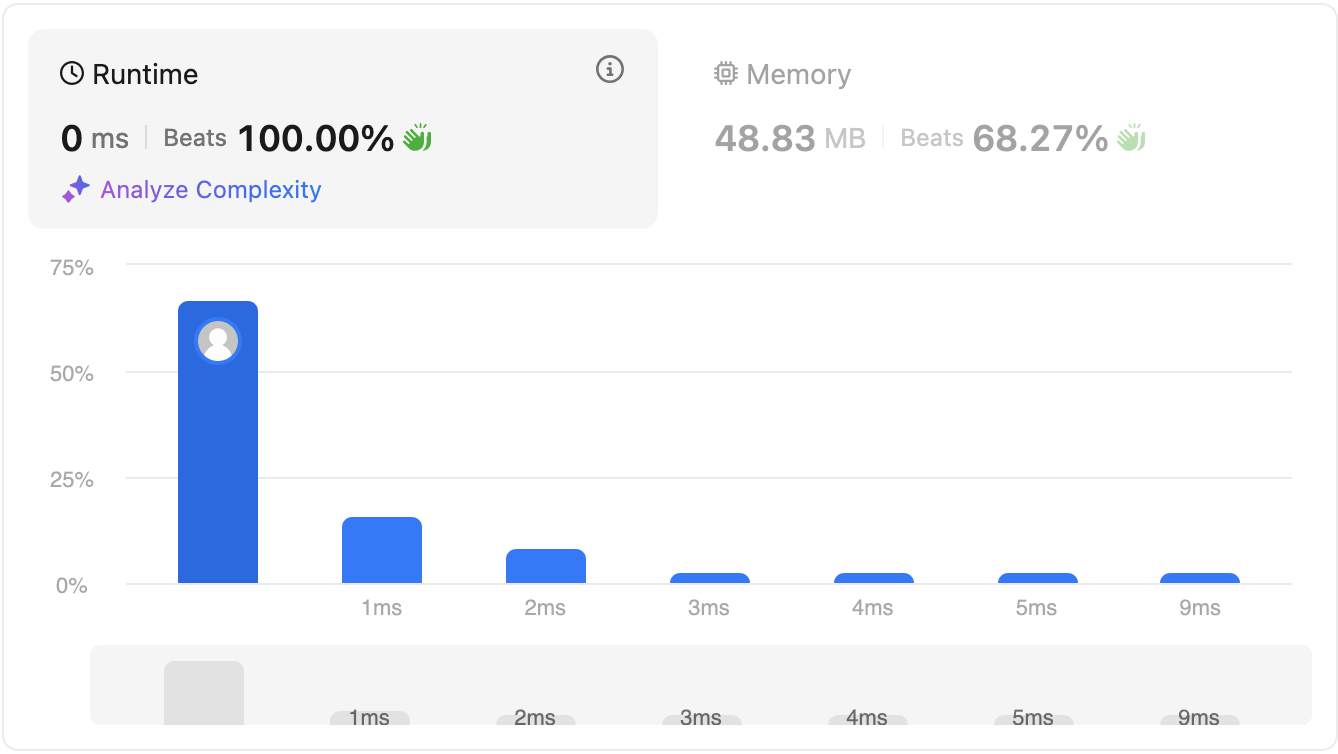 Runtime
0 ms Beats 100.00%
Analyze Complexity
Memory
48.83 MB Beats 68.27%
75%
50%
25%
0%
1ms 2ms 3ms 4ms 5ms 9ms
1ms 2ms 3ms 4ms 5ms 9ms